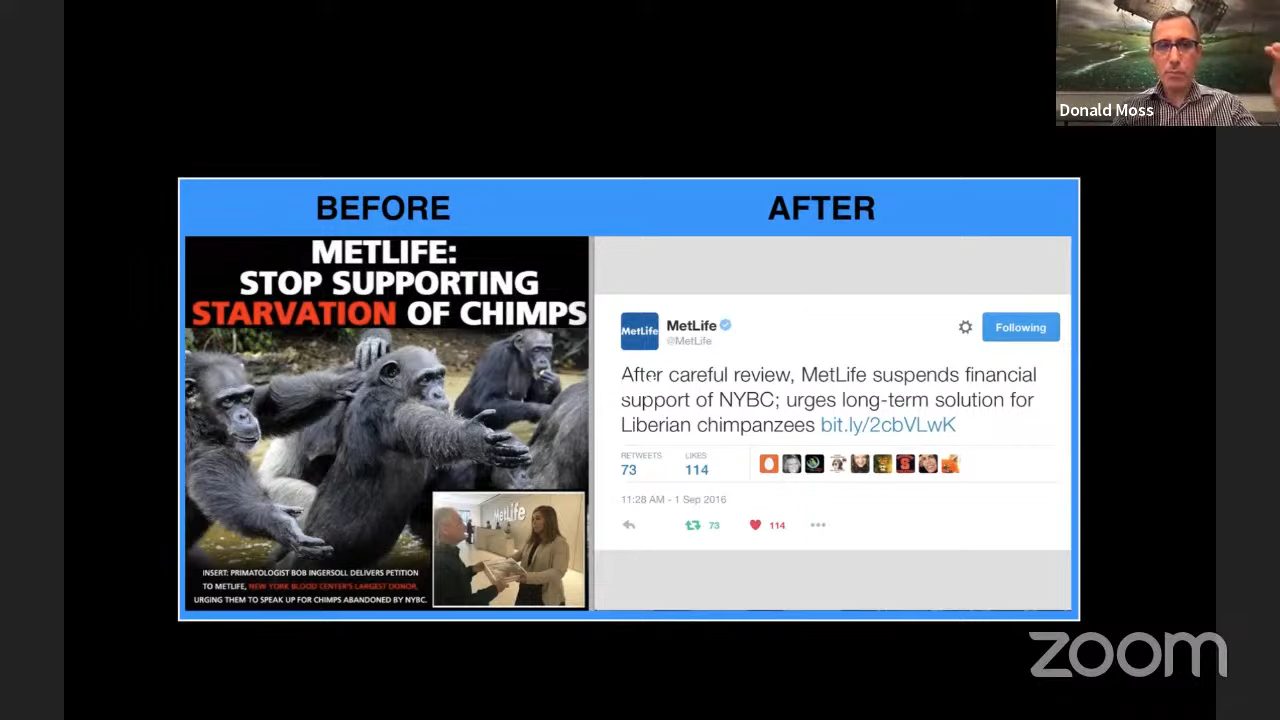 Donald Moss
BEFORE
AFTER
METLIFE:
STOP SUPPORTING
STARVATION OF CHIMPS
MetLife
INSERT: PRIMATOLOGIST BOB INGERSOLL DELIVERS PETITION
TO METLIFE, NEW YORK BLOOD CENTER'S LARGEST DONOR,
URGING THEM TO SPEAK UP FOR CHIMPS ABANDONED BY NYBC.
MetLife
MetLife
@MetLife
Following
After careful review, MetLife suspends financial
support of NYBC; urges long-term solution for
Liberian chimpanzees bit.ly/2cbVLwK
RETWEETS
73
LIKES
114
11:28 AM - 1 Sep 2016
73
114
zoom